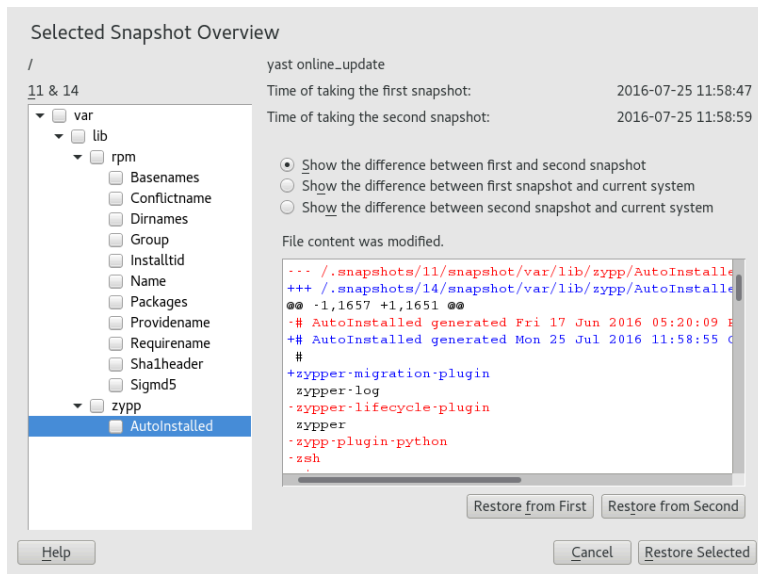 Selected Snapshot Overview
/
11 & 14
var
lib
rpm
Basenames
Conflictname
Dirnames
Group
Installtid
Name
Packages
Providename
Requirename
Sha1header
Sigmd5
zypp
AutoInstalled
yast online_update
Time of taking the first snapshot: 2016-07-25 11:58:47
Time of taking the second snapshot: 2016-07-25 11:58:59
Show the difference between first and second snapshot
Show the difference between first snapshot and current system
Show the difference between second snapshot and current system
File content was modified.
--- /.snapshots/11/snapshot/var/lib/zypp/AutoInstalle
+++ /.snapshots/14/snapshot/var/lib/zypp/AutoInstalle
@@ -1,1657 +1,1651 @@
-# AutoInstalled generated Fri 17 Jun 2016 05:20:09
+# AutoInstalled generated Mon 25 Jul 2016 11:58:55
#
+zypper-migration-plugin
zypper-log
-zypper-lifecycle-plugin
zypper
-zypp-plugin-python
-zsh
Restore from First Restore from Second
Help Cancel Restore Selected